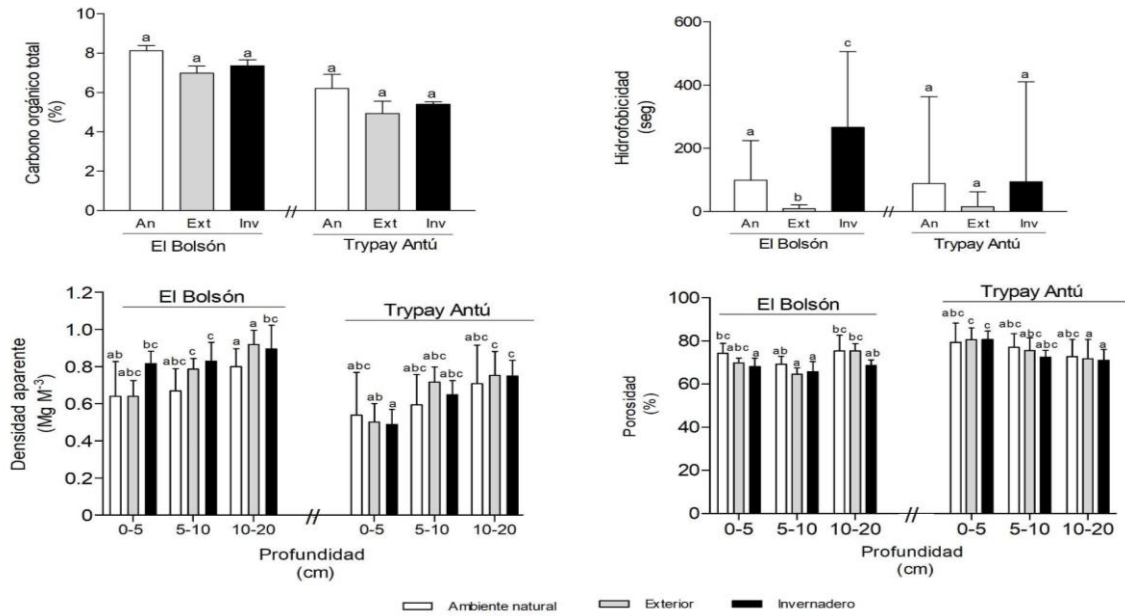 Carbono orgánico total
(%)
10
8
6
4
2
0
a
a
a
a
a
a
An
Ext
Inv
An
Ext
Inv
El Bolsón
Trypay Antú
Hidrofobicidad
(seg)
600
400
200
0
a
b
c
a
a
a
An
Ext
Inv
An
Ext
Inv
El Bolsón
Trypay Antú
Densidad aparente
(Mg M-³)
1.2
1.0
0.8
0.6
0.4
0.2
0
El Bolsón
Trypay Antú
ab
ab
bc
abc
c
c
abc
a
bc
abc
ab
a
abc
abc
abc
abc
c
c
0-5
5-10
10-20
0-5
5-10
10-20
Profundidad
(cm)
Porosidad
(%)
100
80
60
40
20
0
El Bolsón
Trypay Antú
bc
abc
a
abc
a
a
bc
abc
ab
abc
c
c
abc
abc
abc
abc
a
a
0-5
5-10
10-20
0-5
5-10
10-20
Profundidad
(cm)
Ambiente natural
Exterior
Invernadero